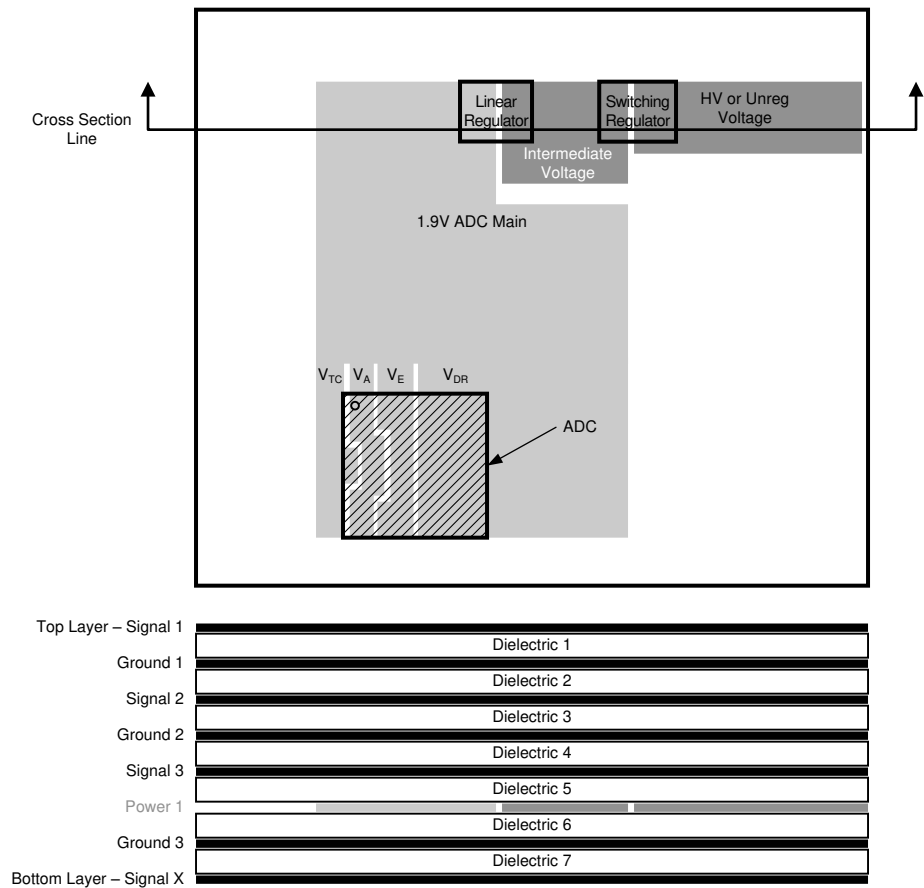 Cross Section
Line
Linear
Regulator
Switching
Regulator
HV or Unreg
Voltage
Intermediate
Voltage
1.9V ADC Main
VTC VA VE VDR
ADC
Top Layer – Signal 1
Dielectric 1
Ground 1
Dielectric 2
Signal 2
Dielectric 3
Ground 2
Dielectric 4
Signal 3
Dielectric 5
Power 1
Dielectric 6
Ground 3
Dielectric 7
Bottom Layer – Signal X